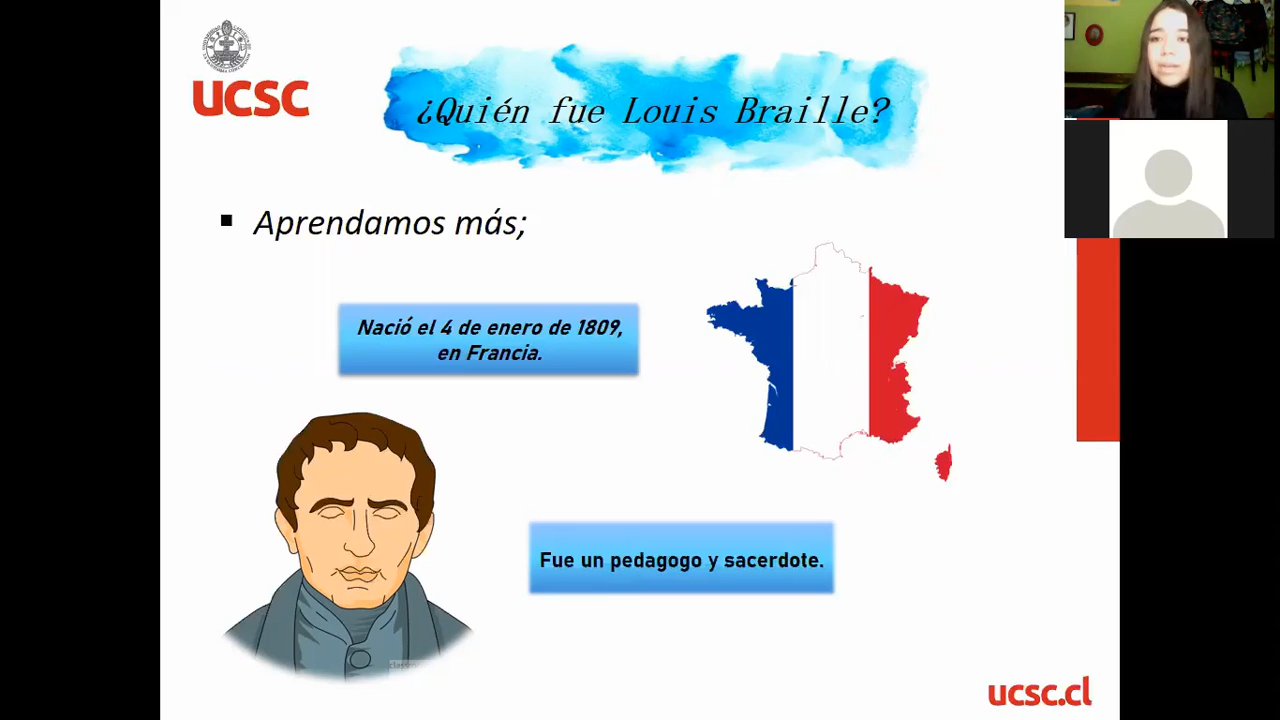 UCSC
¿Quién fue Louis Braille?
▪ Aprendamos más;
Nació el 4 de enero de 1809,
en Francia.
Fue un pedagogo y sacerdote.
ucsc.cl